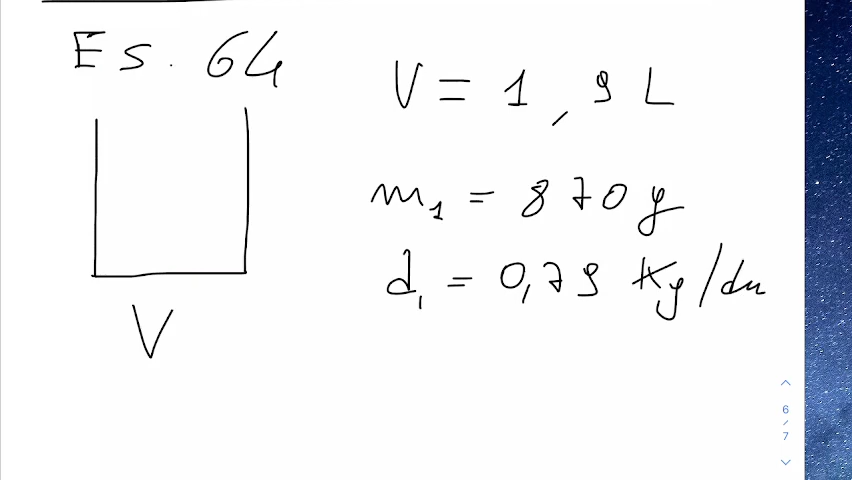 Es. 64
V = 1,9 L
m1 = 870 g
d1 = 0,79 Kg/dm
V
6
/
7